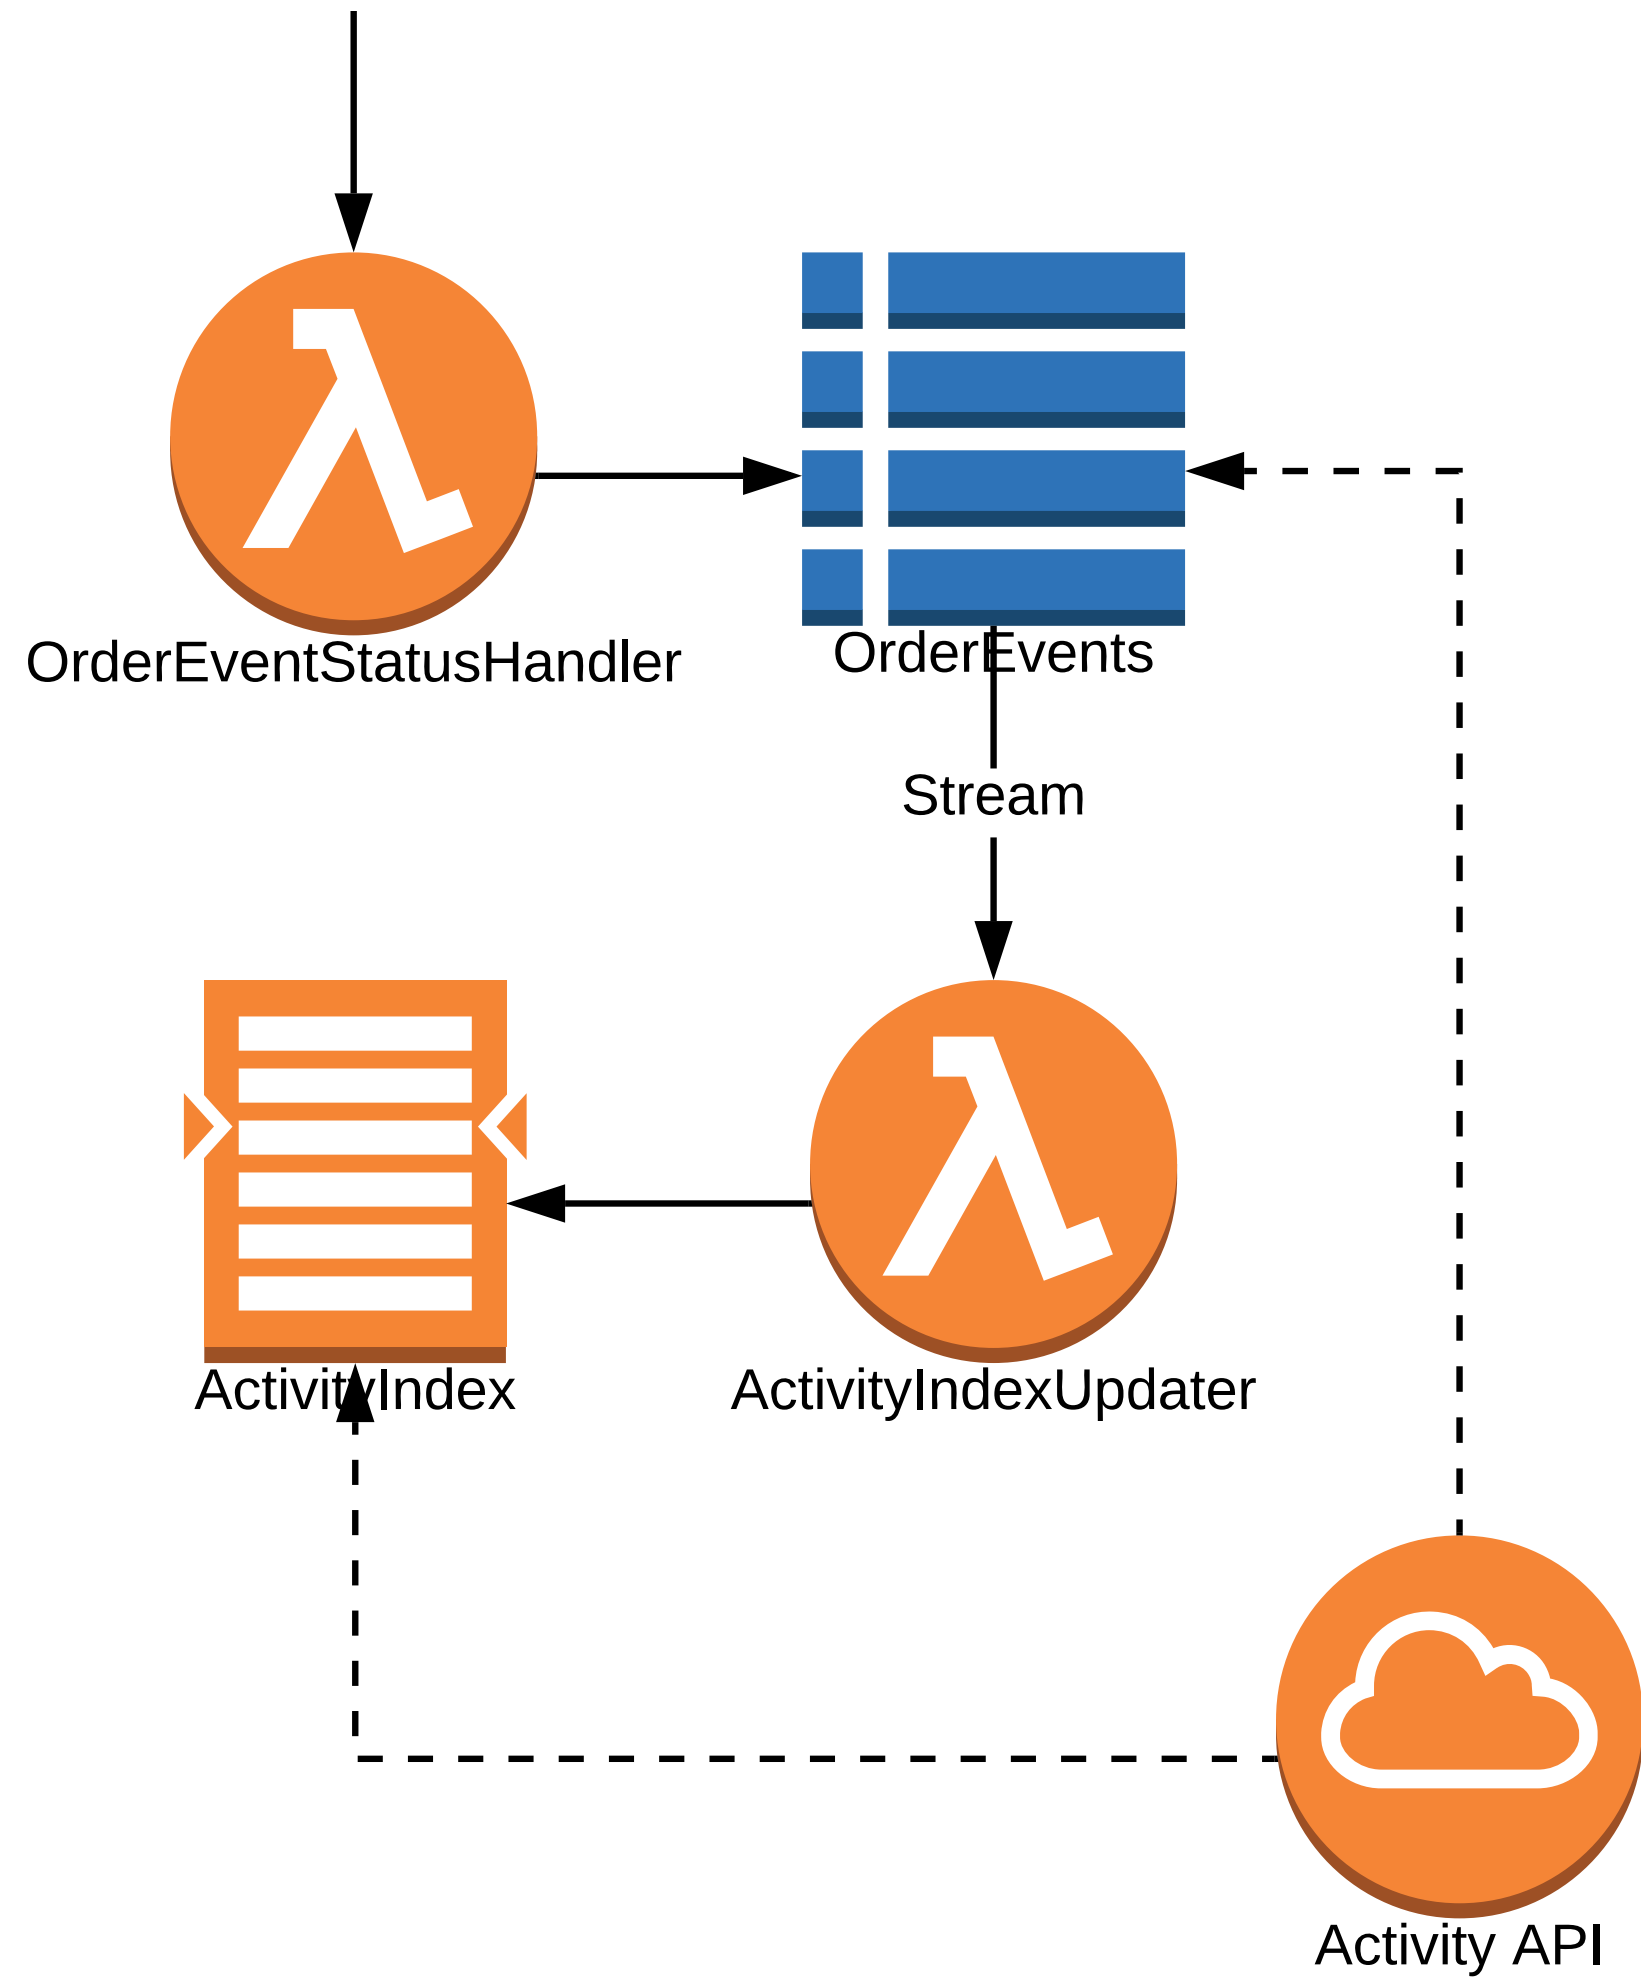 OrderEventStatusHandler
OrderEvents
Stream
ActivityIndex
ActivityIndexUpdater
Activity API